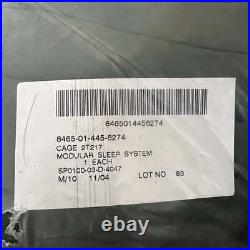 8465014456274
8465-01-445-6274
CAGE 2T217
MODULAR SLEEP SYSTEM
1 EACH
SP0100-03-D-4047
M/10 11/04
LOT NO 83